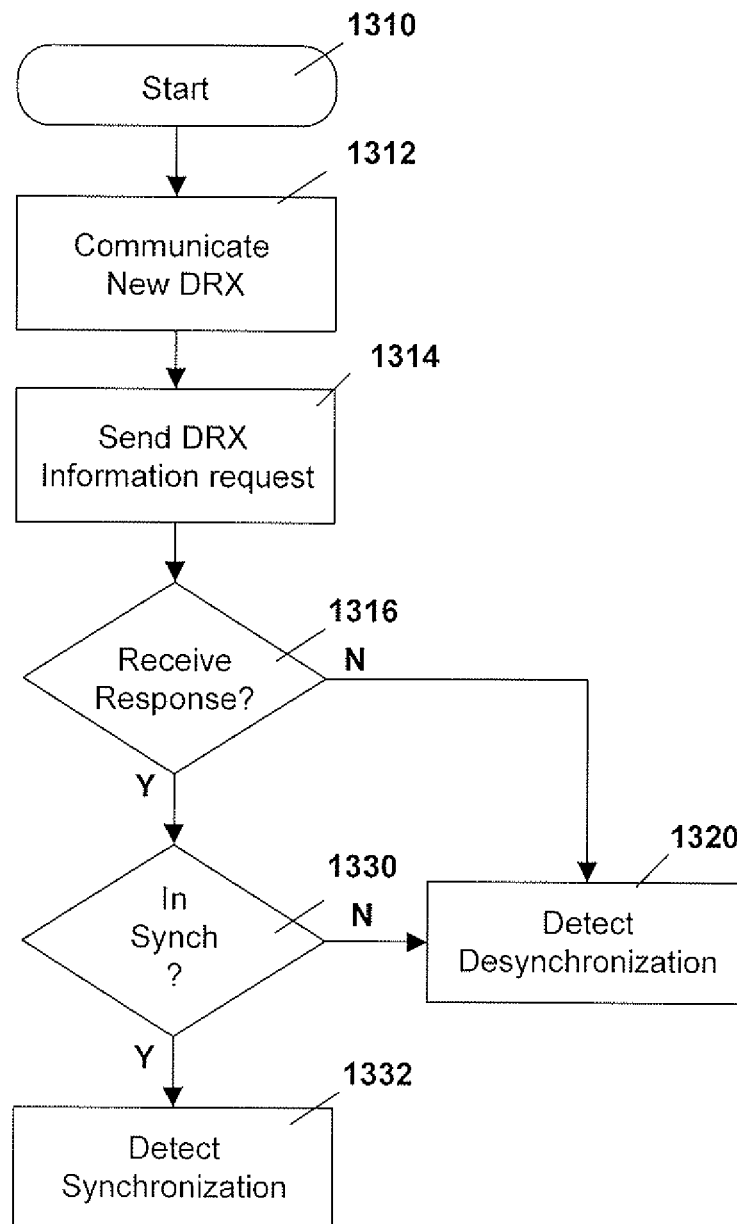 1310
Start
1312
Communicate
New DRX
1314
Send DRX
Information request
1316
Receive
Response?
N
Y
1330
In
Synch
?
N
1320
Detect
Desynchronization
Y
1332
Detect
Synchronization